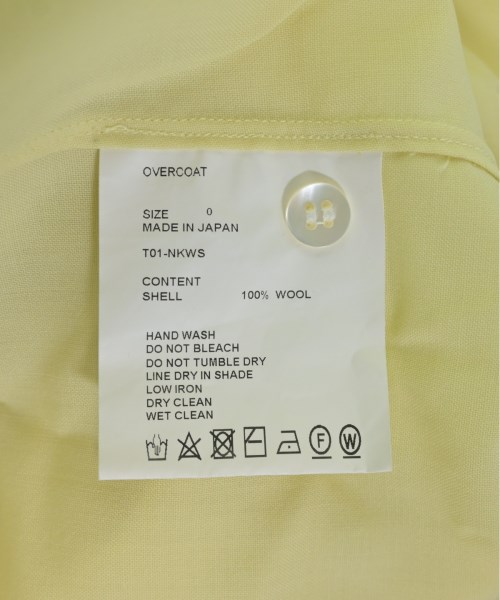 OVERCOAT
SIZE 0
MADE IN JAPAN
T01-NKWS
CONTENT
SHELL 100% WOOL
HAND WASH
DO NOT BLEACH
DO NOT TUMBLE DRY
LINE DRY IN SHADE
LOW IRON
DRY CLEAN
WET CLEAN
F W